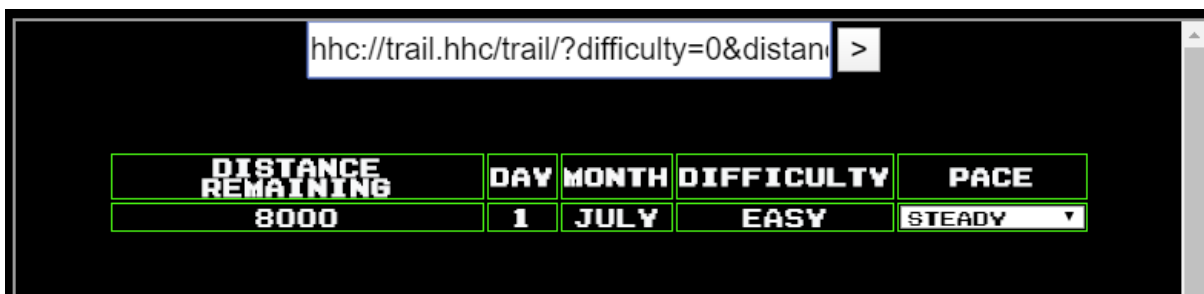 hhc://trail.hhc/trail/?difficulty=0&distan >
DISTANCE REMAINING DAY MONTH DIFFICULTY PACE
8000 1 JULY EASY STEADY